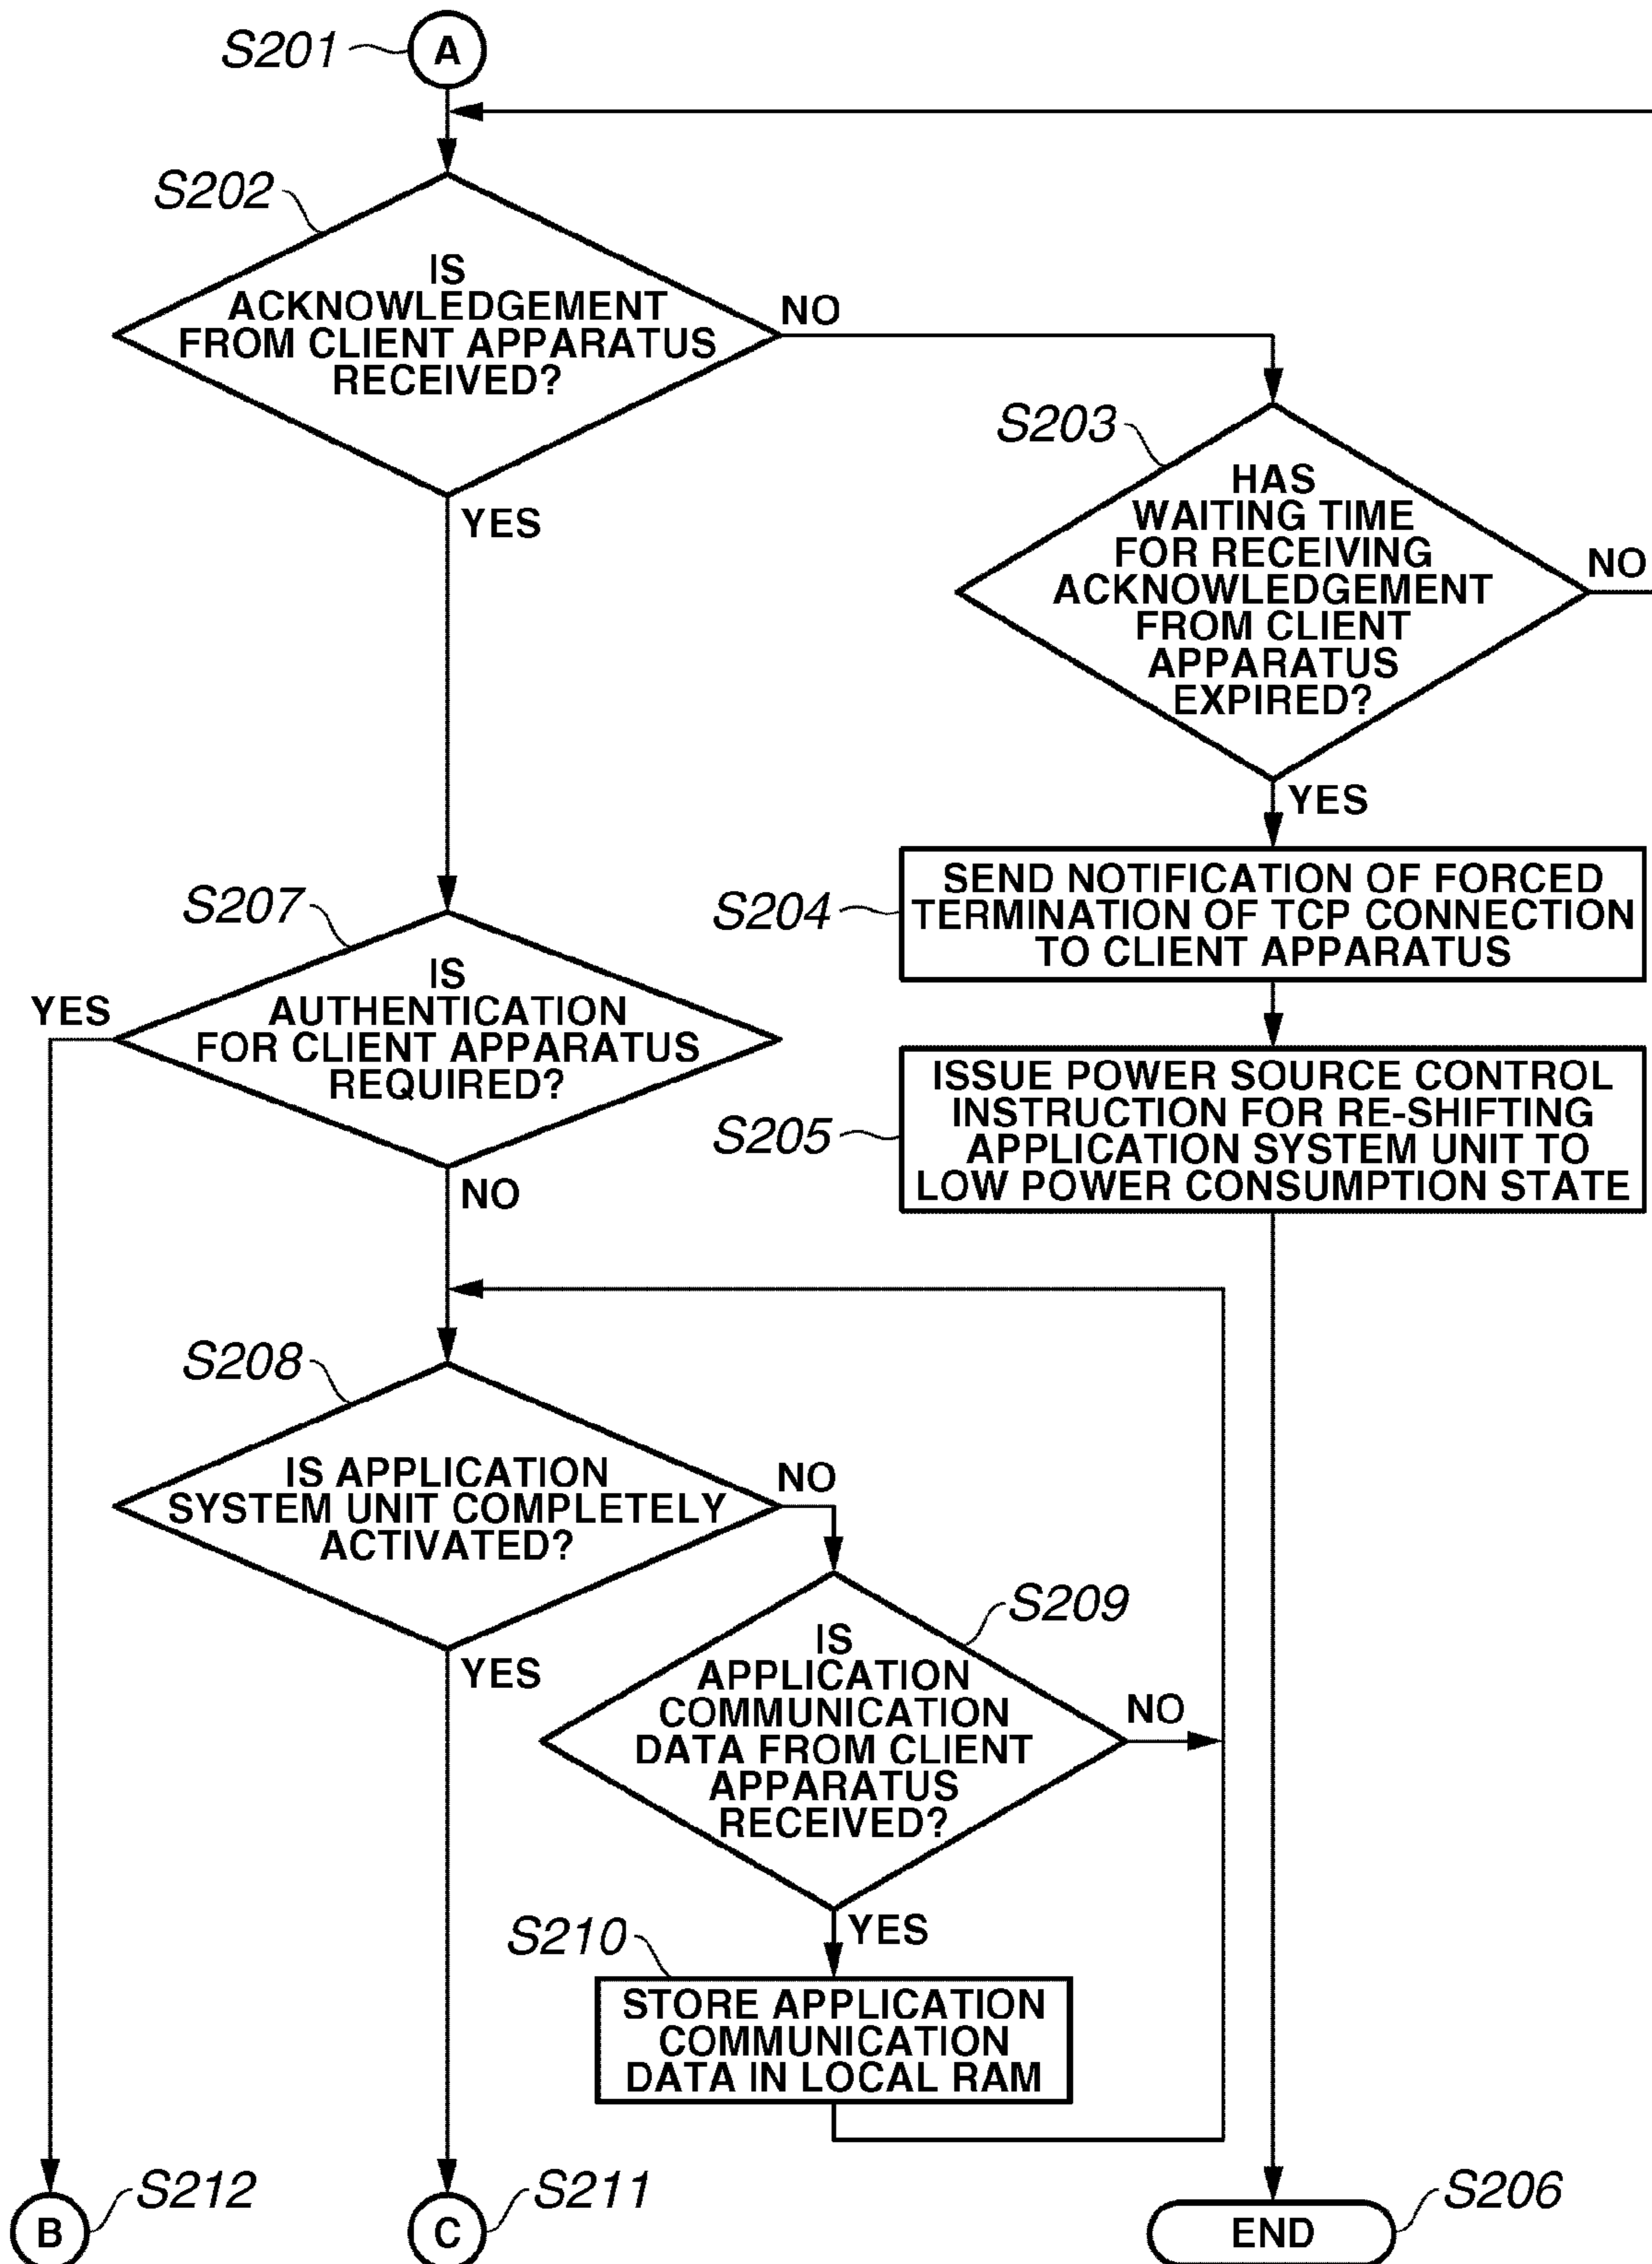 S201
A
S202
IS
ACKNOWLEDGEMENT
FROM CLIENT APPARATUS
RECEIVED?
NO
YES
S203
HAS
WAITING TIME
FOR RECEIVING
ACKNOWLEDGEMENT
FROM CLIENT
APPARATUS
EXPIRED?
NO
YES
S204
SEND NOTIFICATION OF FORCED
TERMINATION OF TCP CONNECTION
TO CLIENT APPARATUS
S205
ISSUE POWER SOURCE CONTROL
INSTRUCTION FOR RE-SHIFTING
APPLICATION SYSTEM UNIT TO
LOW POWER CONSUMPTION STATE
S207
IS
AUTHENTICATION
FOR CLIENT APPARATUS
REQUIRED?
YES
NO
S208
IS APPLICATION
SYSTEM UNIT COMPLETELY
ACTIVATED?
NO
YES
S209
IS
APPLICATION
COMMUNICATION
DATA FROM CLIENT
APPARATUS
RECEIVED?
NO
YES
S210
STORE APPLICATION
COMMUNICATION
DATA IN LOCAL RAM
B
S212
C
S211
END
S206